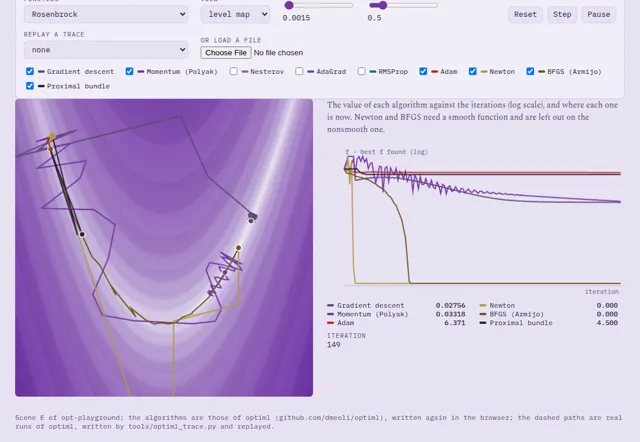 Rosenbrock
level map
0.0015
0.5
Reset
Step
Pause
REPLAY A TRACE
OR LOAD A FILE
none
Choose File No file chosen
Gradient descent
Momentum (Polyak)
Nesterov
AdaGrad
RMSProp
Adam
Newton
BFGS (Armijo)
Proximal bundle
The value of each algorithm against the iterations (log scale), and where each one
is now. Newton and BFGS need a smooth function and are left out on the
nonsmooth one.
f - best f found (log)
iteration
Gradient descent 0.02756
Momentum (Polyak) 0.03318
Adam 6.371
Newton 0.000
BFGS (Armijo) 0.000
Proximal bundle 4.500
ITERATION
149
Scene E of opt-playground; the algorithms are those of optiml (github.com/dmeoli/optiml), written again in the browser; the dashed paths are real
runs of optiml, written by tools/optiml_trace.py and replayed.